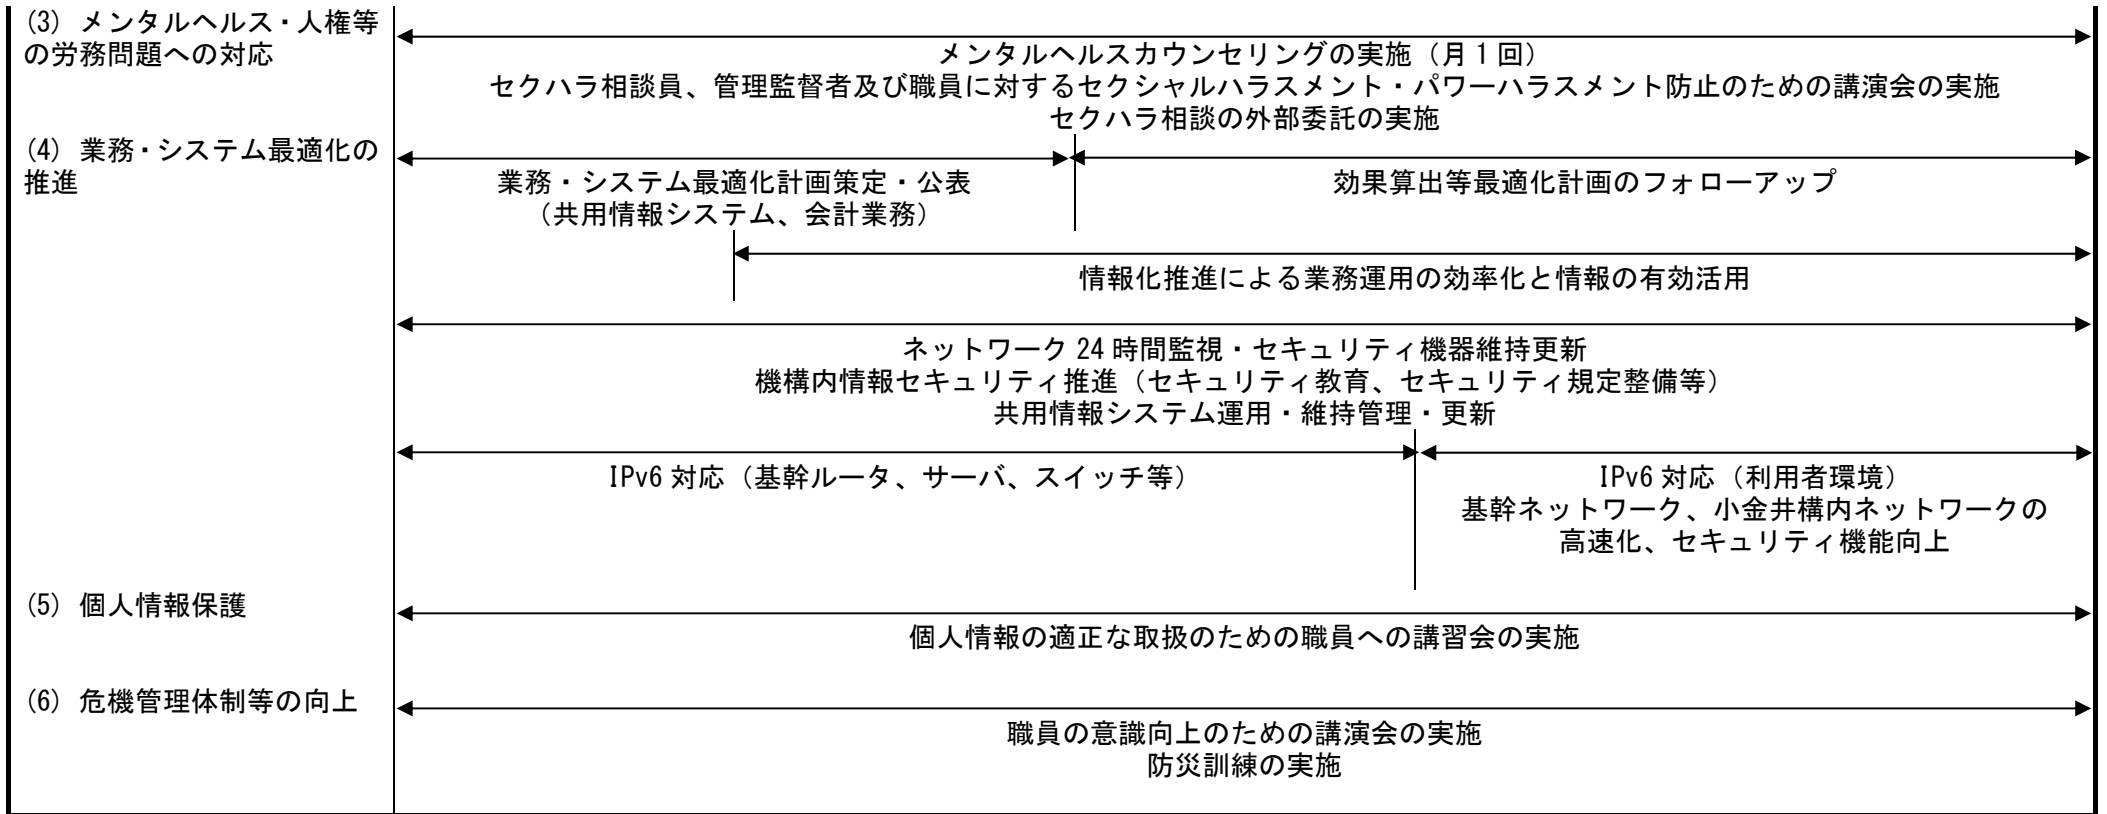 (3) メンタルヘルス・人権等
の労務問題への対応
メンタルヘルスカウンセリングの実施（月1回）
セクハラ相談員、管理監督者及び職員に対するセクシャルハラスメント・パワーハラスメント防止のための講演会の実施
セクハラ相談の外部委託の実施
(4) 業務・システム最適化の
推進
業務・システム最適化計画策定・公表
（共用情報システム、会計業務）
効果算出等最適化計画のフォローアップ
情報化推進による業務運用の効率化と情報の有効活用
ネットワーク24時間監視・セキュリティ機器維持更新
機構内情報セキュリティ推進（セキュリティ教育、セキュリティ規定整備等）
共用情報システム運用・維持管理・更新
IPv6対応（基幹ルータ、サーバ、スイッチ等）
IPv6対応（利用者環境）
基幹ネットワーク、小金井構内ネットワークの
高速化、セキュリティ機能向上
(5) 個人情報保護
個人情報の適正な取扱のための職員への講習会の実施
(6) 危機管理体制等の向上
職員の意識向上のための講演会の実施
防災訓練の実施